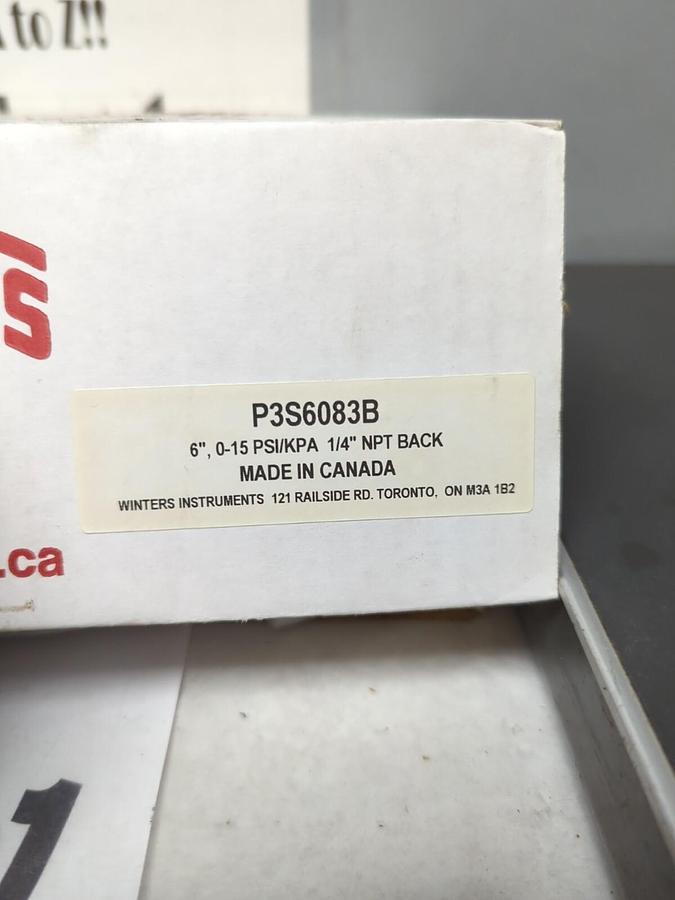 to Z!!
s
P3S6083B
6", 0-15 PSI/KPA 1/4" NPT BACK
MADE IN CANADA
WINTERS INSTRUMENTS 121 RAILSIDE RD. TORONTO, ON M3A 1B2
.ca
1